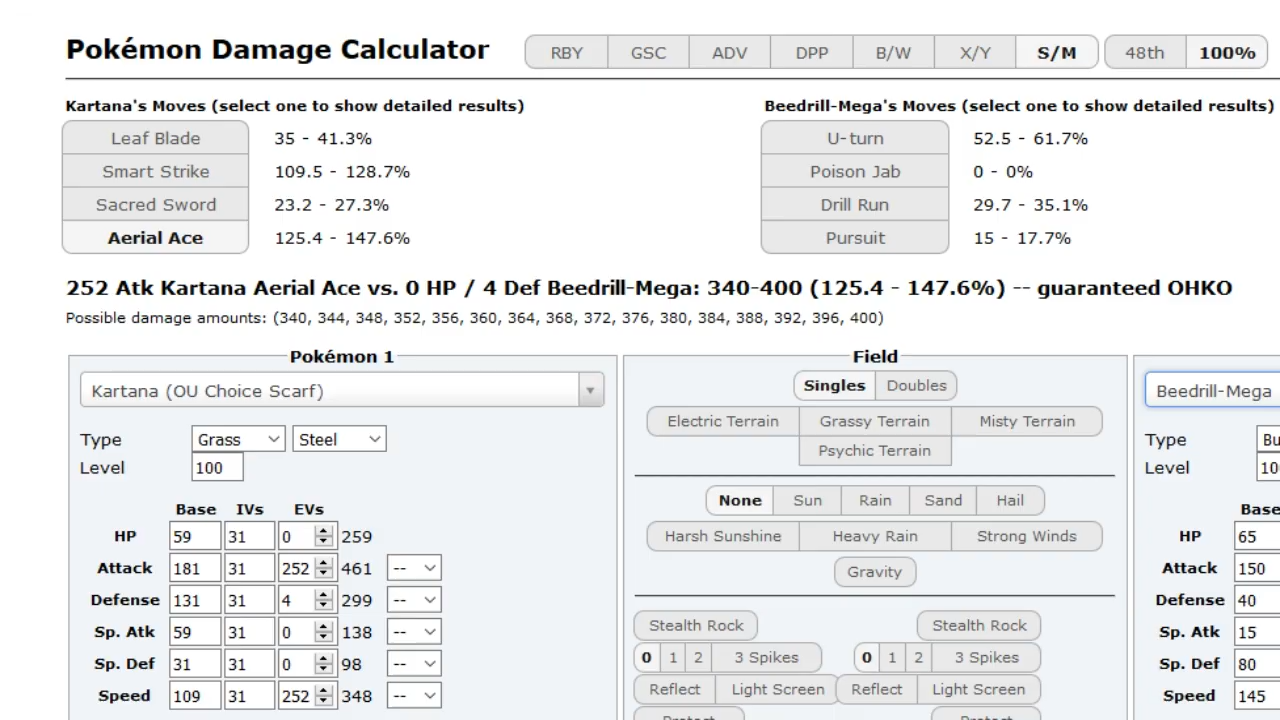 Pokémon Damage Calculator RBY GSC ADV DPP B/W X/Y S/M 48th 100%
Kartana's Moves (select one to show detailed results) Beedrill-Mega's Moves (select one to show detailed results)
Leaf Blade 35 - 41.3% U-turn 52.5 - 61.7%
Smart Strike 109.5 - 128.7% Poison Jab 0 - 0%
Sacred Sword 23.2 - 27.3% Drill Run 29.7 - 35.1%
Aerial Ace 125.4 - 147.6% Pursuit 15 - 17.7%
252 Atk Kartana Aerial Ace vs. 0 HP / 4 Def Beedrill-Mega: 340-400 (125.4 - 147.6%) -- guaranteed OHKO
Possible damage amounts: (340, 344, 348, 352, 356, 360, 364, 368, 372, 376, 380, 384, 388, 392, 396, 400)
Pokémon 1
Kartana (OU Choice Scarf)
Type Grass Steel
Level 100
Base IVs EVs
HP 59 31 0 259
Attack 181 31 252 461 --
Defense 131 31 4 299 --
Sp. Atk 59 31 0 138 --
Sp. Def 31 31 0 98 --
Speed 109 31 252 348 --
Field
Singles Doubles
Electric Terrain Grassy Terrain Misty Terrain
Psychic Terrain
None Sun Rain Sand Hail
Harsh Sunshine Heavy Rain Strong Winds
Gravity
Stealth Rock Stealth Rock
0 1 2 3 Spikes 0 1 2 3 Spikes
Reflect Light Screen Reflect Light Screen
Protect Protect
Beedrill-Mega
Type Bu
Level 10
Base
HP 65
Attack 150
Defense 40
Sp. Atk 15
Sp. Def 80
Speed 145